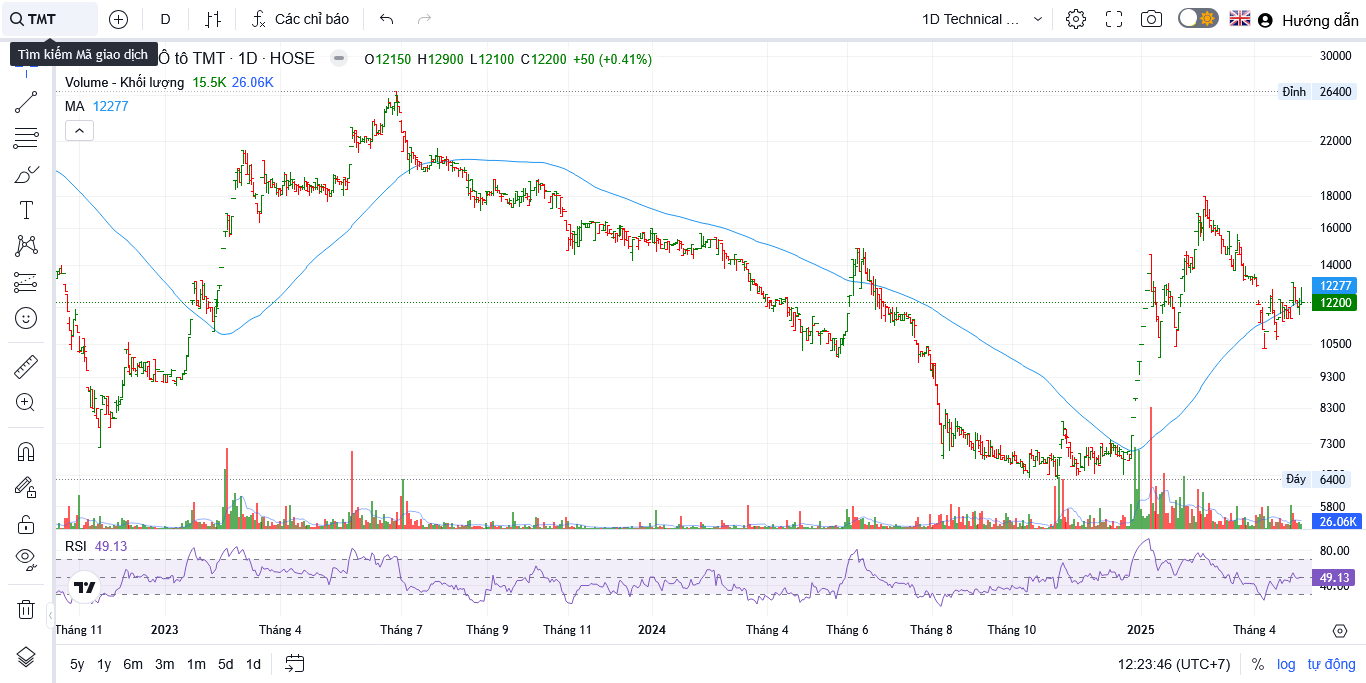 TMT D Các chỉ báo 1D Technical ... Hướng dẫn
Tìm kiếm Mã giao dịch
Ô tô TMT · 1D · HOSE O12150 H12900 L12100 C12200 +50 (+0.41%)
Volume - Khối lượng 15.5K 26.06K
MA 12277
30000
Đỉnh 26400
22000
18000
16000
14000
12277
12200
10500
9300
8300
7300
Đáy 6400
5800
26.06K
RSI 49.13
80.00
49.13
40.00
Tháng 11 2023 Tháng 4 Tháng 7 Tháng 9 Tháng 11 2024 Tháng 4 Tháng 6 Tháng 8 Tháng 10 2025 Tháng 4
5y 1y 6m 3m 1m 5d 1d 12:23:46 (UTC+7) % log tự động